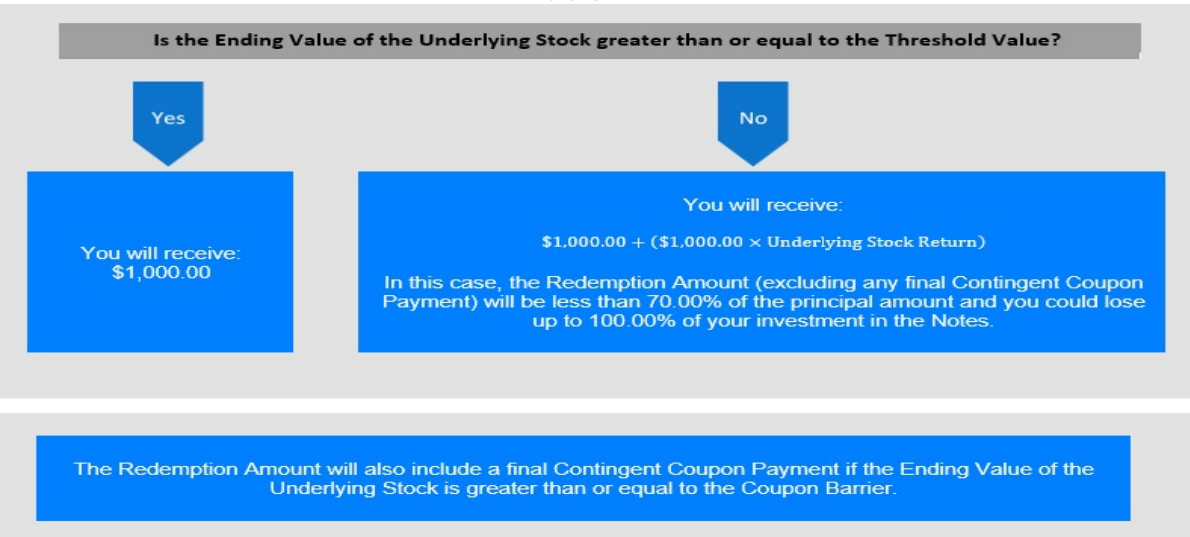 Is the Ending Value of the Underlying Stock greater than or equal to the Threshold Value?
Yes
No
You will receive:
$1,000.00
You will receive:
$1,000.00 + ($1,000.00 × Underlying Stock Return)
In this case, the Redemption Amount (excluding any final Contingent Coupon
Payment) will be less than 70.00% of the principal amount and you could lose
up to 100.00% of your investment in the Notes.
The Redemption Amount will also include a final Contingent Coupon Payment if the Ending Value of the
Underlying Stock is greater than or equal to the Coupon Barrier.